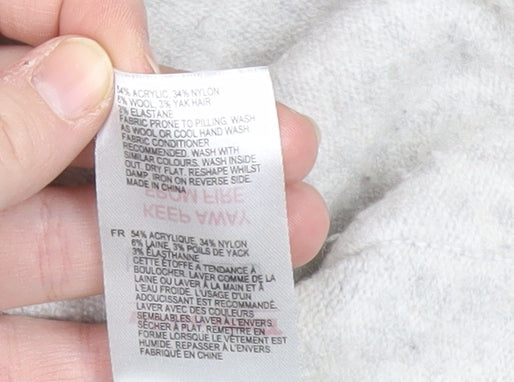 54% ACRYLIC, 34% NYLON
6% WOOL, 3% YAK HAIR
3% ELASTANE
FABRIC PRONE TO PILLING. WASH
AS WOOL OR COOL HAND WASH
FABRIC CONDITIONER
RECOMMENDED. WASH WITH
SIMILAR COLOURS. WASH INSIDE
OUT. DRY FLAT. RESHAPE WHILST
DAMP. IRON ON REVERSE SIDE.
MADE IN CHINA
FROM FIRE
KEEP AWAY
FR 54% ACRYLIQUE, 34% NYLON
6% LAINE, 3% POILS DE YACK
3% ÉLASTHANNE
CETTE ÉTOFFE A TENDANCE À
BOULOCHER. LAVER COMME DE LA
LAINE OU LAVER À LA MAIN ET À
L'EAU FROIDE. L'USAGE D'UN
ADOUCISSANT EST RECOMMANDÉ.
LAVER AVEC DES COULEURS
SEMBLABLES. LAVER À L'ENVERS.
SÉCHER À PLAT. REMETTRE EN
FORME LORSQUE LE VÊTEMENT EST
HUMIDE. REPASSER À L'ENVERS
FABRIQUÉ EN CHINE